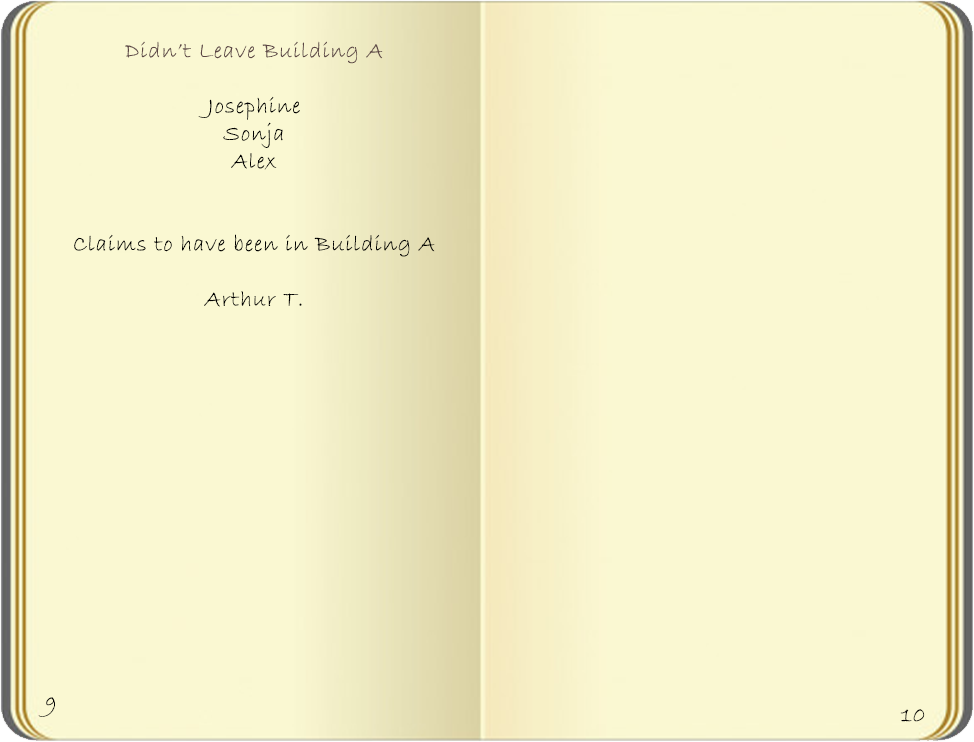 Didn't Leave Building A
Josephine
Sonja
Alex
Claims to have been in Building A
Arthur T.
9
10